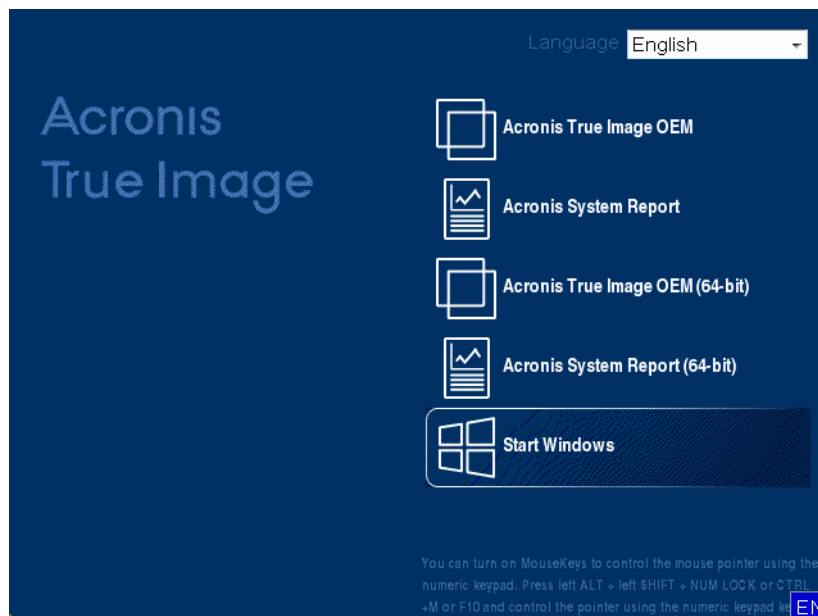 Language English
Acronis
True Image
Acronis True Image OEM
Acronis System Report
Acronis True Image OEM (64-bit)
Acronis System Report (64-bit)
Start Windows
You can turn on MouseKeys to control the mouse pointer using the
numeric keypad. Press left ALT + left SHIFT + NUM LOCK or CTRL
+M or F10 and control the pointer using the numeric keypad
EN